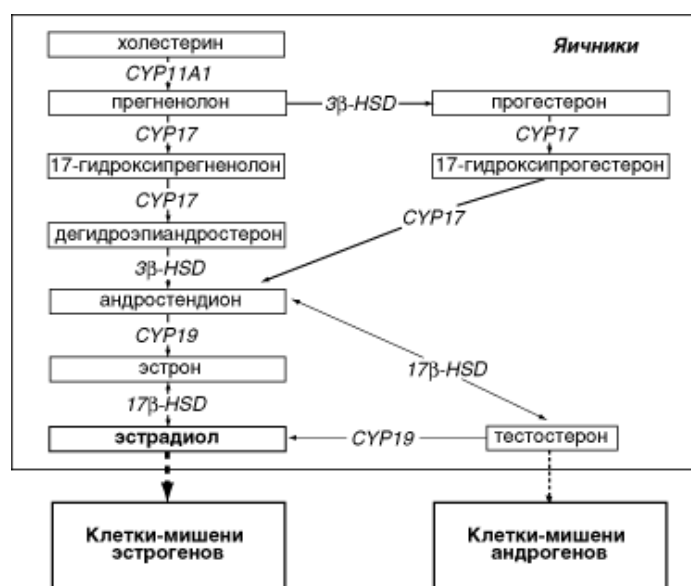 холестерин
Яичники
CYP11A1
прегненолон
3β-HSD
прогестерон
CYP17
CYP17
17-гидроксипрегненолон
17-гидроксипрогестерон
CYP17
CYP17
дегидроэпиандростерон
3β-HSD
андростендион
CYP19
эстрон
17β-HSD
17β-HSD
эстрадиол
CYP19
тестостерон
Клетки-мишени
эстрогенов
Клетки-мишени
андрогенов